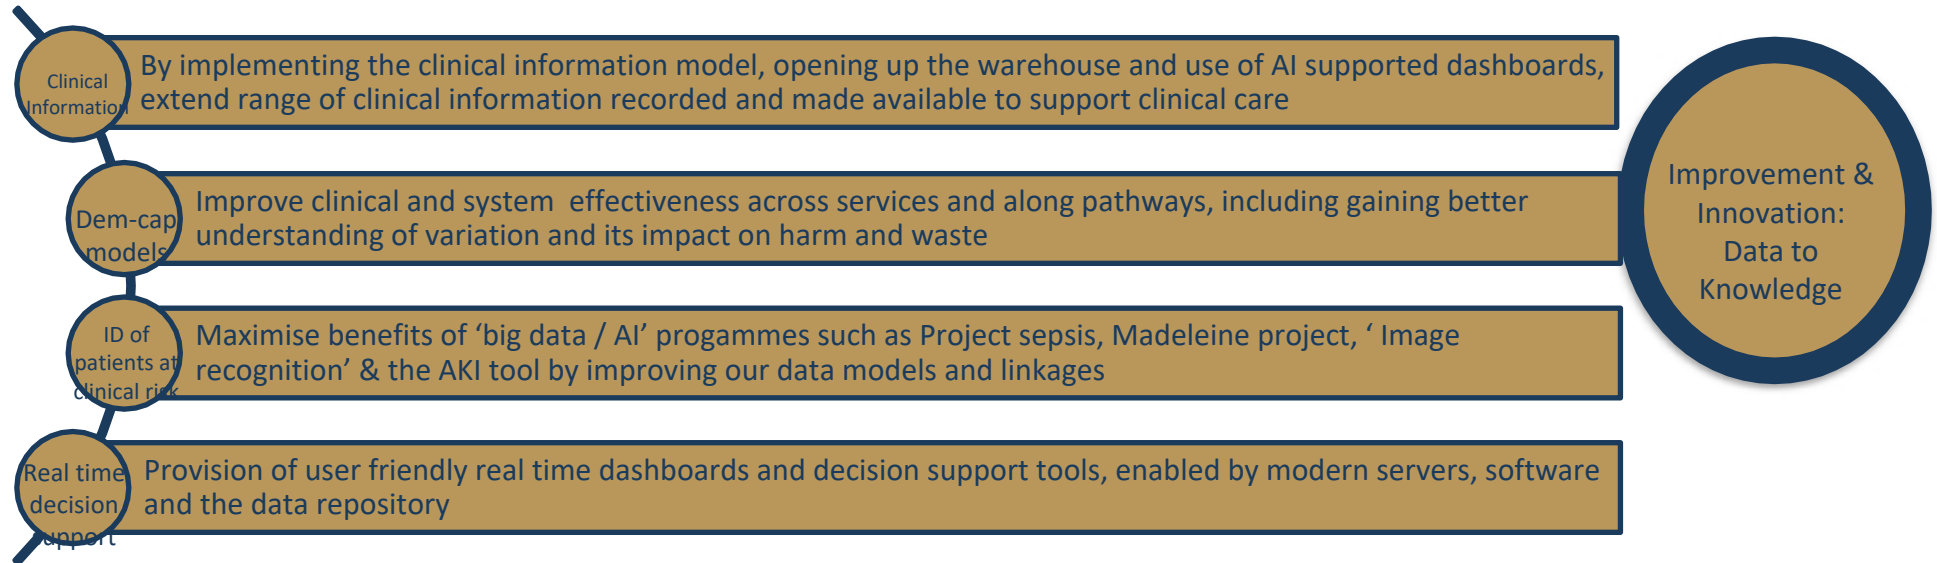 Clinical
Information
By implementing the clinical information model, opening up the warehouse and use of AI supported dashboards,
extend range of clinical information recorded and made available to support clinical care
Dem-cap
models
Improve clinical and system  effectiveness across services and along pathways, including gaining better
understanding of variation and its impact on harm and waste
ID of
patients at
clinical risk
Maximise benefits of ‘big data / AI’ progammes such as Project sepsis, Madeleine project, ‘ Image
recognition’ & the AKI tool by improving our data models and linkages
Real time
decision
support
Provision of user friendly real time dashboards and decision support tools, enabled by modern servers, software
and the data repository
Improvement &
Innovation:
Data to
Knowledge